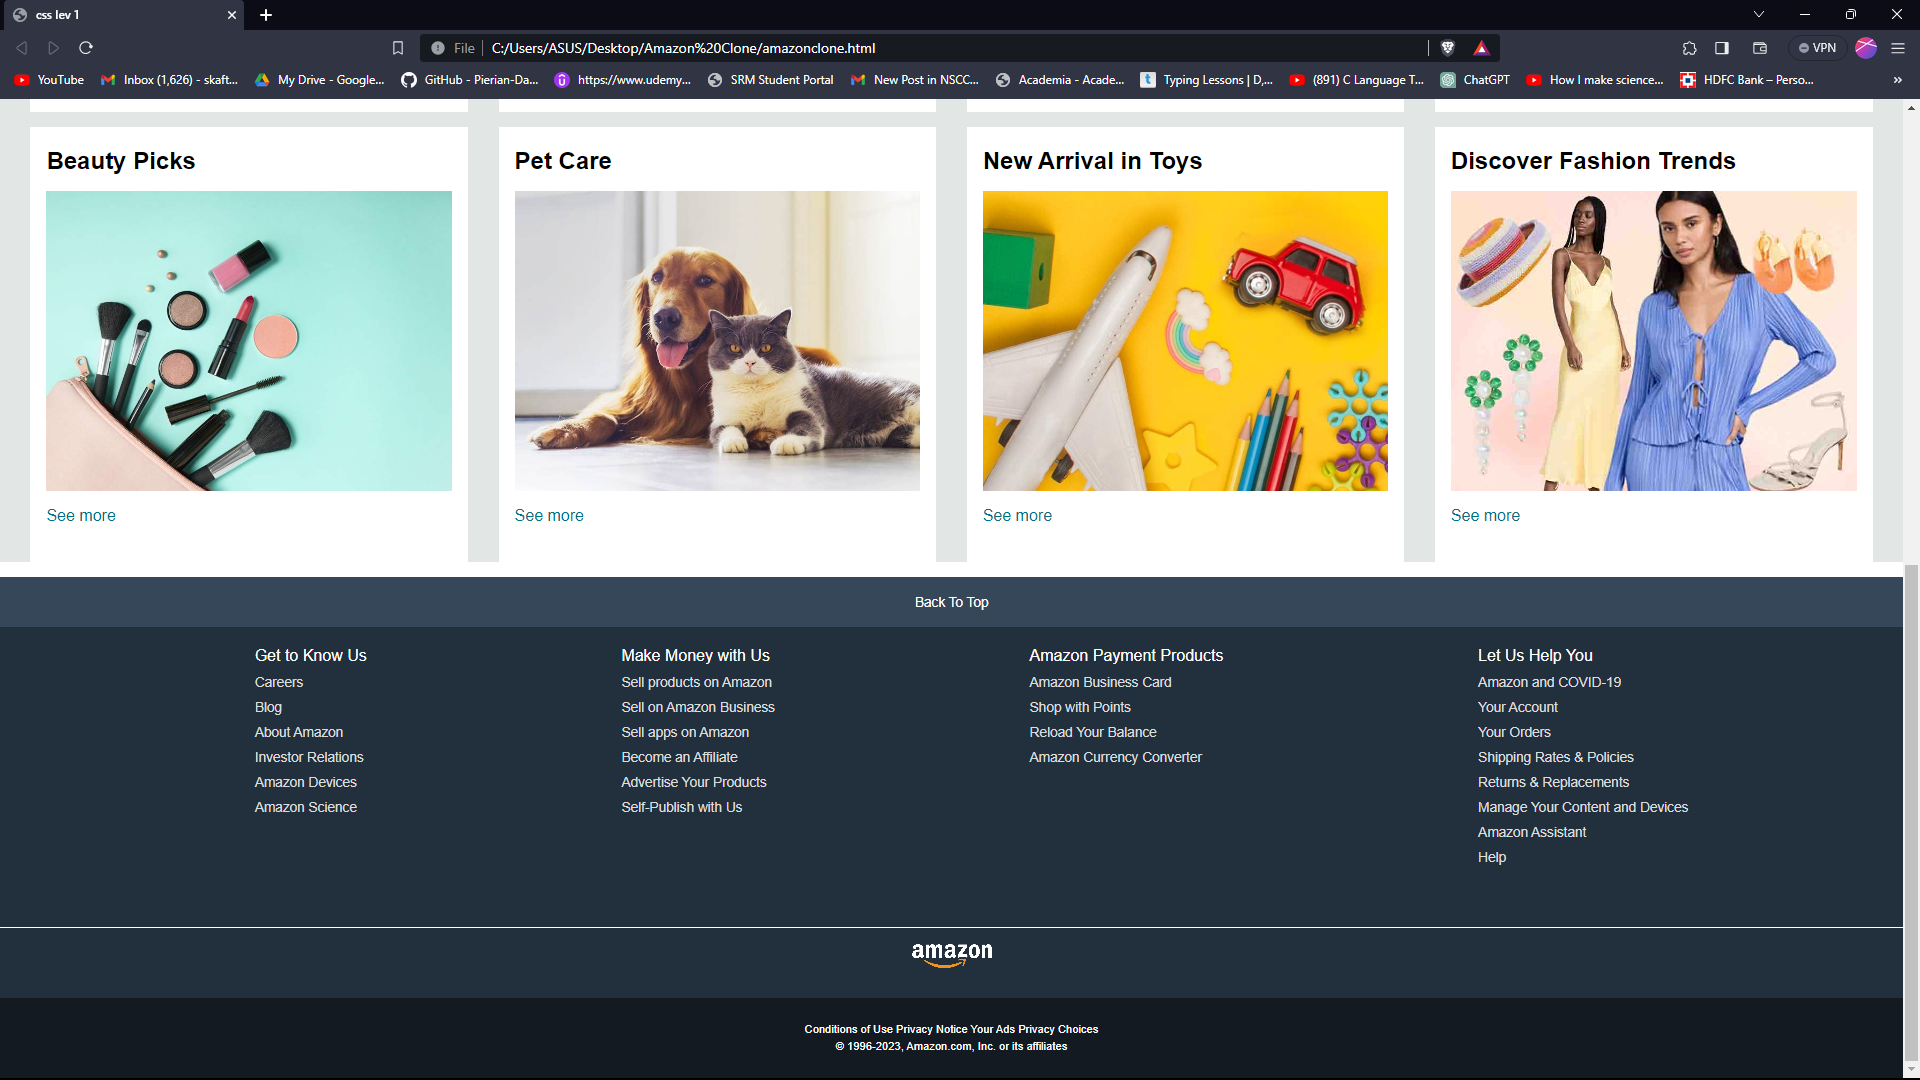 css lev 1
File C:/Users/ASUS/Desktop/Amazon%20Clone/amazonclone.html VPN
YouTube Inbox (1,626) - skaft... My Drive - Google... GitHub - Pierian-Da... https://www.udemy... SRM Student Portal New Post in NSCC... Academia - Acade... Typing Lessons | D,... (891) C Language T... ChatGPT How I make science... HDFC Bank – Perso... »
Beauty Picks Pet Care New Arrival in Toys Discover Fashion Trends
See more See more See more See more
Back To Top
Get to Know Us
Careers
Blog
About Amazon
Investor Relations
Amazon Devices
Amazon Science
Make Money with Us
Sell products on Amazon
Sell on Amazon Business
Sell apps on Amazon
Become an Affiliate
Advertise Your Products
Self-Publish with Us
Amazon Payment Products
Amazon Business Card
Shop with Points
Reload Your Balance
Amazon Currency Converter
Let Us Help You
Amazon and COVID-19
Your Account
Your Orders
Shipping Rates & Policies
Returns & Replacements
Manage Your Content and Devices
Amazon Assistant
Help
amazon
Conditions of Use Privacy Notice Your Ads Privacy Choices
© 1996-2023, Amazon.com, Inc. or its affiliates